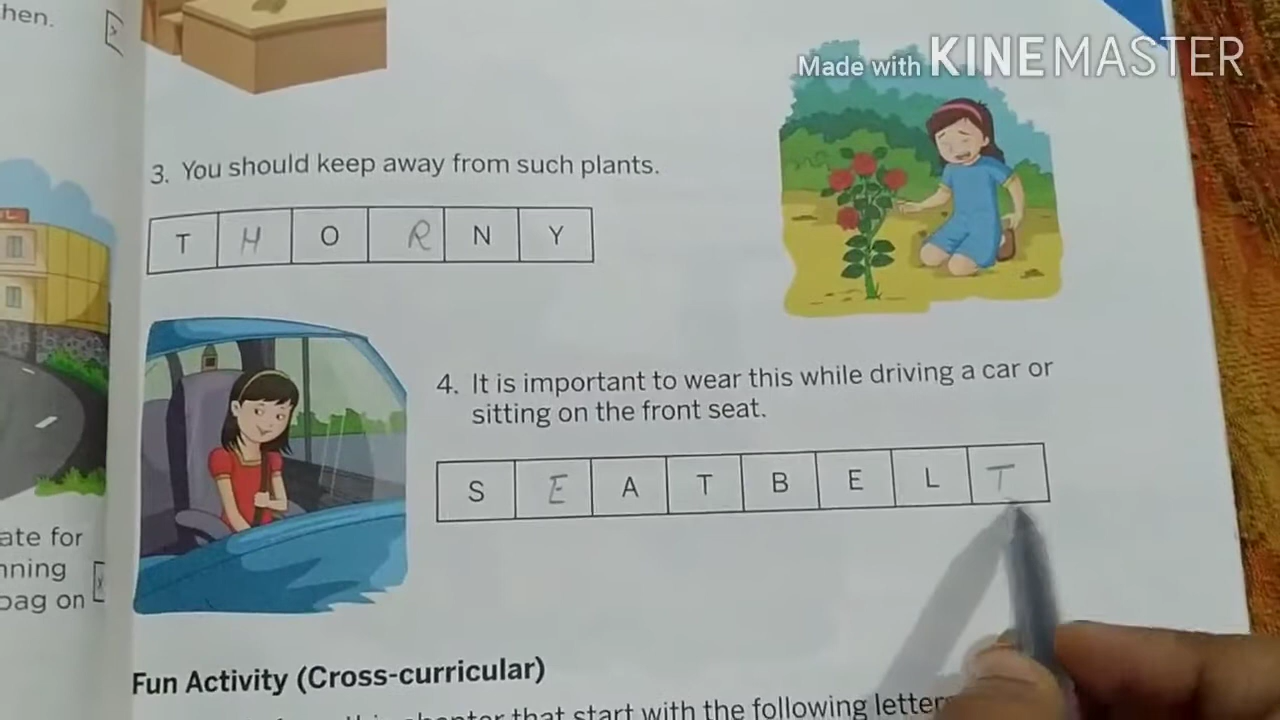 hen.
Made with KINEMASTER
3. You should keep away from such plants.
T H O R N Y
4. It is important to wear this while driving a car or
sitting on the front seat.
S E A T B E L T
ate for
nning
bag on
Fun Activity (Cross-curricular)
that start with the following letters